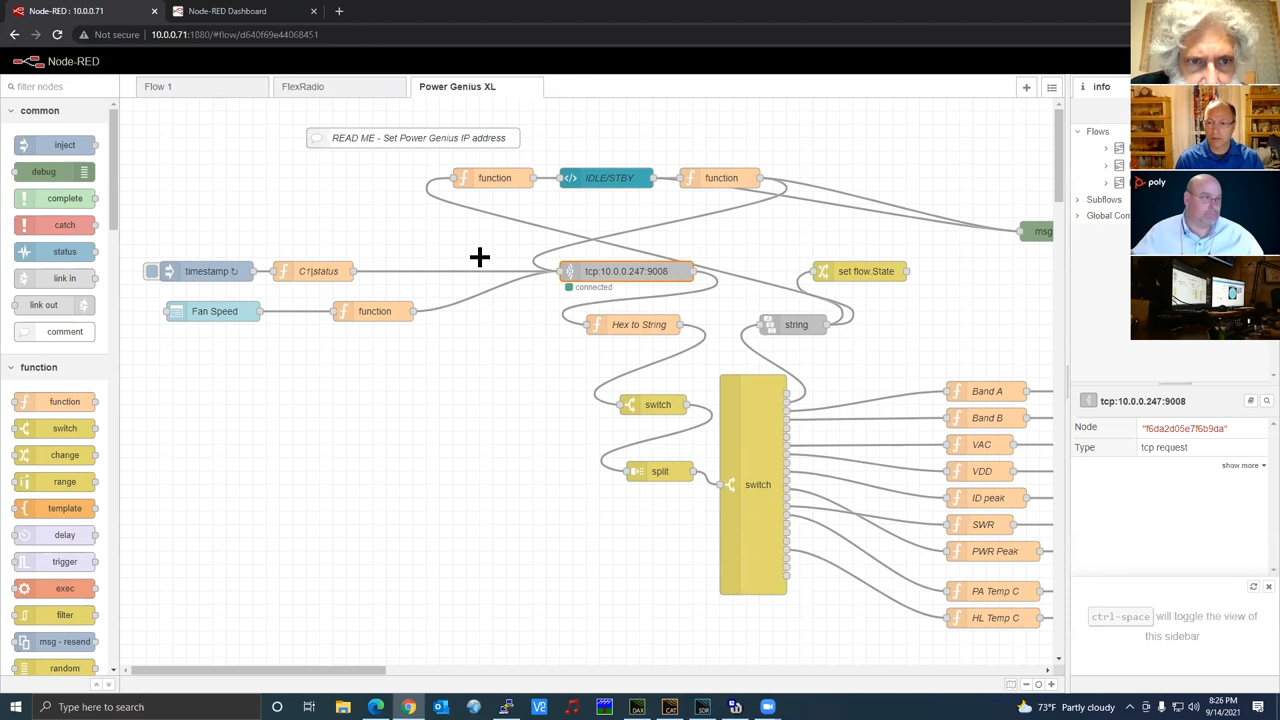 Node-RED : 10.0.0.71
Node-RED Dashboard
Not secure 10.0.0.71:1880/#flow/d640f69e44068451
Node-RED
filter nodes
Flow 1
FlexRadio
Power Genius XL
info
common
inject
debug
complete
catch
status
link in
link out
comment
function
function
switch
change
range
template
delay
trigger
exec
filter
msg - resend
random
READ ME - Set Power Genius IP address
function
IDLE/STBY
function
msg
timestamp ↻
C1|status
tcp:10.0.0.247:9008
connected
set flow.State
Fan Speed
function
Hex to String
string
switch
split
switch
Band A
Band B
VAC
VDD
ID peak
SWR
PWR Peak
PA Temp C
HL Temp C
Flows
Subflows
Global Con
poly
tcp:10.0.0.247:9008
Node
"f6da2d05e7f6b9da"
Type
tcp request
show more
ctrl-space will toggle the view of
this sidebar
Type here to search
DAX
CAT
SDR
73°F Partly cloudy
8:26 PM
9/14/2021